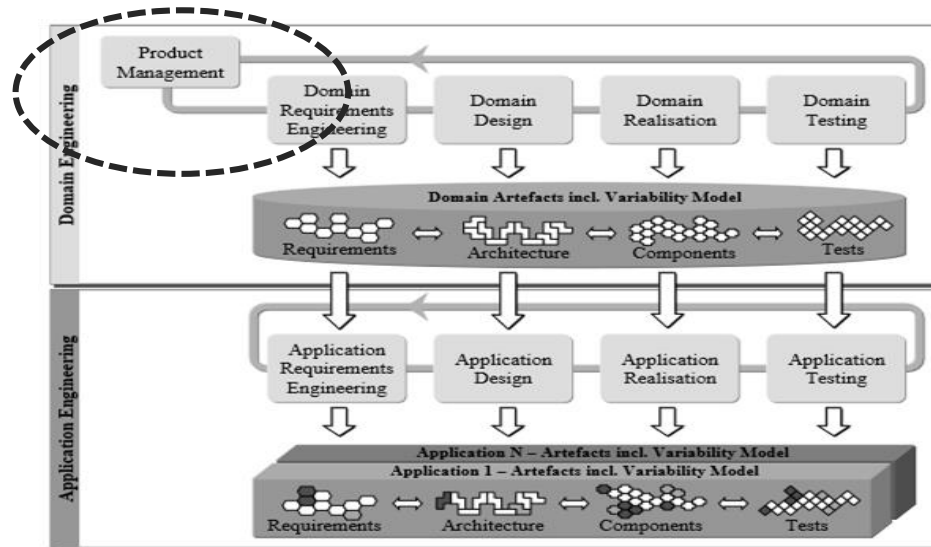 Domain Engineering
Product
Management
Domain
Requirements
Engineering
Domain
Design
Domain
Realisation
Domain
Testing
Domain Artefacts incl. Variability Model
Requirements
Architecture
Components
Tests
Application Engineering
Application
Requirements
Engineering
Application
Design
Application
Realisation
Application
Testing
Application N – Artefacts incl. Variability Model
Application 1 – Artefacts incl. Variability Model
Requirements
Architecture
Components
Tests